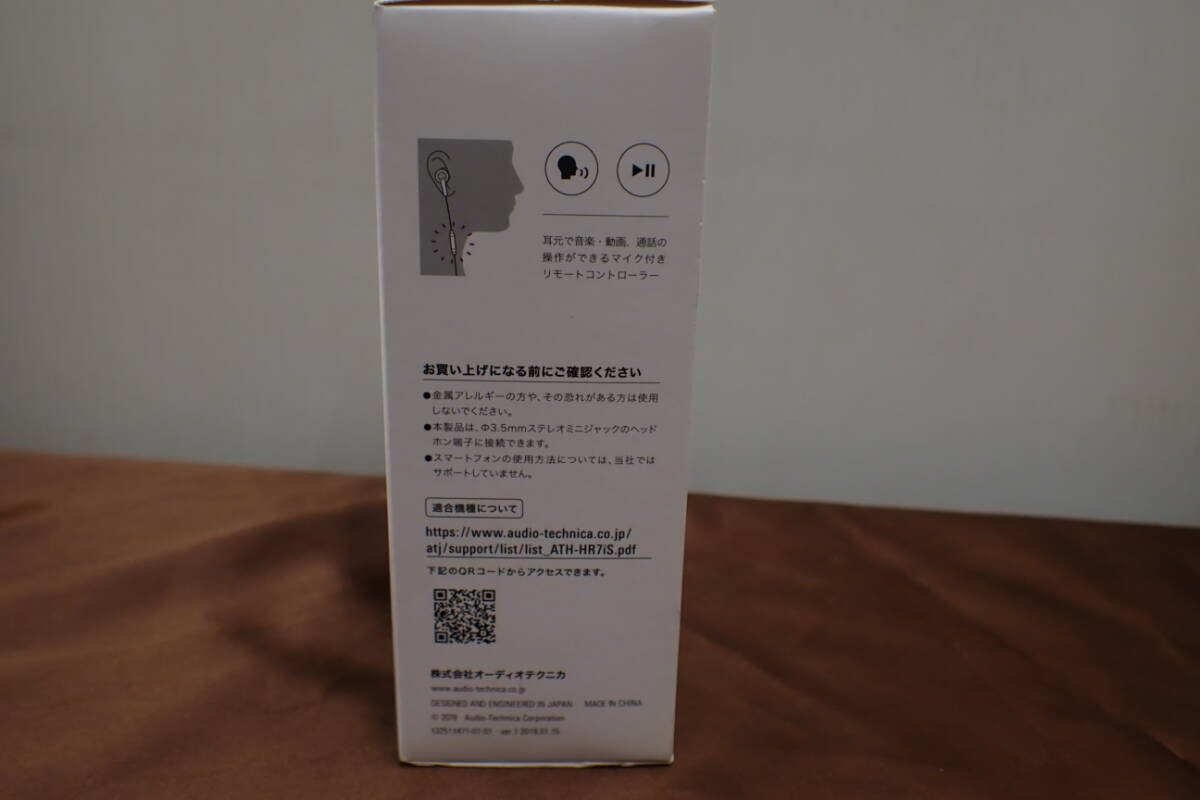 耳元で音楽・動画、通話の
操作ができるマイク付き
リモートコントローラー
お買い上げになる前にご確認ください
●金属アレルギーの方や、その恐れがある方は使用
しないでください。
●本製品は、Φ3.5mmステレオミニジャックのヘッド
ホン端子に接続できます。
●スマートフォンの使用方法については、当社では
サポートしていません。
適合機種について
https://www.audio-technica.co.jp/
atj/support/list/list_ATH-HR7iS.pdf
下記のQRコードからアクセスできます。
株式会社オーディオテクニカ
www.audio-technica.co.jp
DESIGNED AND ENGINEERED IN JAPAN MADE IN CHINA
© 2019 Audio-Technica Corporation
132511471-01-01 ver.1 2019.01.15